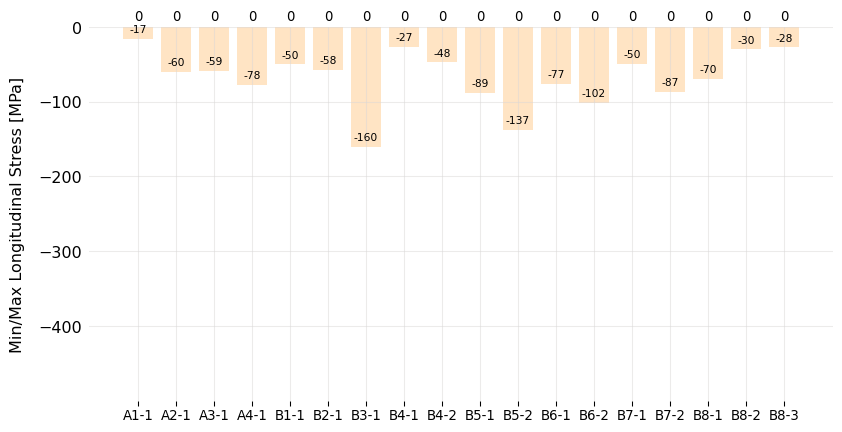 0 0 0 0 0 0 0 0 0 0 0 0 0 0 0 0 0 0
-17 -60 -59 -78 -50 -58 -160 -27 -48 -89 -137 -77 -102 -50 -87 -70 -30 -28
Min/Max Longitudinal Stress [MPa]
0
−100
−200
−300
−400
A1-1 A2-1 A3-1 A4-1 B1-1 B2-1 B3-1 B4-1 B4-2 B5-1 B5-2 B6-1 B6-2 B7-1 B7-2 B8-1 B8-2 B8-3